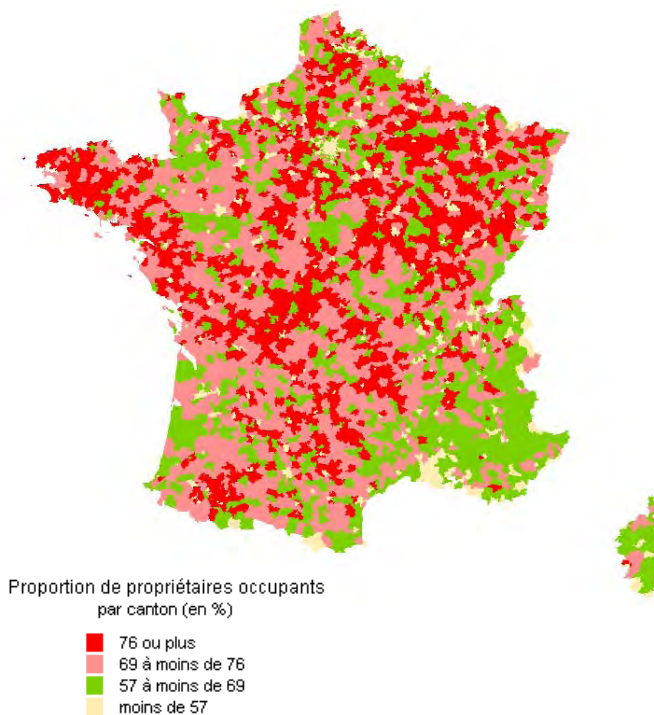 Proportion de propriétaires occupants
par canton (en %)
76 ou plus
69 à moins de 76
57 à moins de 69
moins de 57